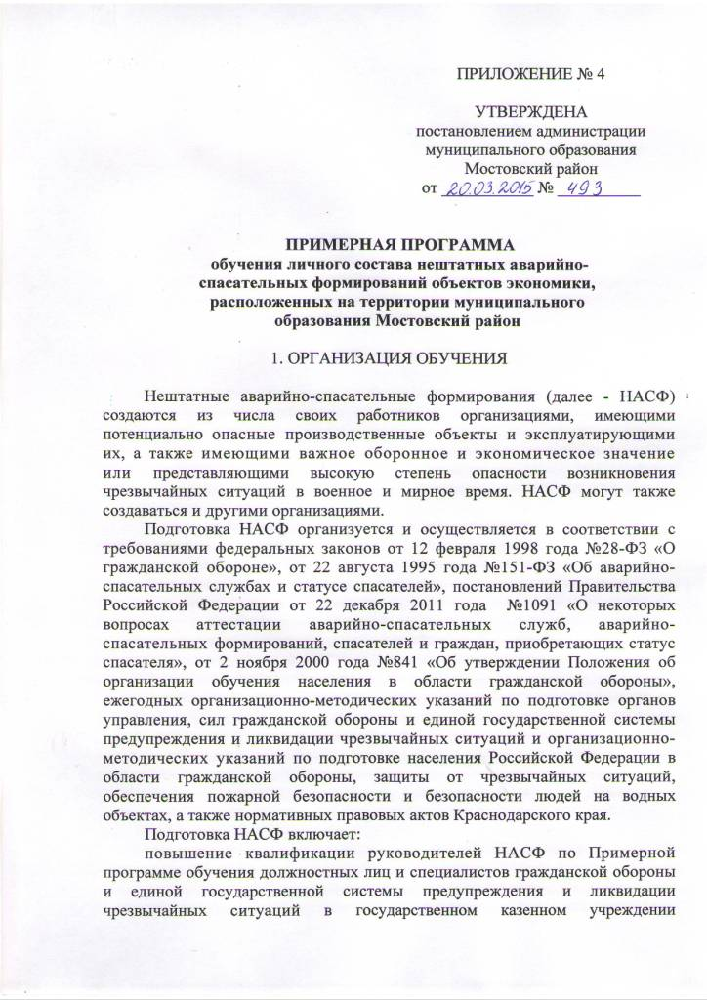 ПРИЛОЖЕНИЕ № 4
УТВЕРЖДЕНА
постановлением администрации
муниципального образования
Мостовский район
от 20.03.2015 № 493
ПРИМЕРНАЯ ПРОГРАММА
обучения личного состава нештатных аварийно-
спасательных формирований объектов экономики,
расположенных на территории муниципального
образования Мостовский район
1. ОРГАНИЗАЦИЯ ОБУЧЕНИЯ
Нештатные аварийно-спасательные формирования (далее - НАСФ)
создаются из числа своих работников организациями, имеющими
потенциально опасные производственные объекты и эксплуатирующими
их, а также имеющими важное оборонное и экономическое значение
или представляющими высокую степень опасности возникновения
чрезвычайных ситуаций в военное и мирное время. НАСФ могут также
создаваться и другими организациями.
Подготовка НАСФ организуется и осуществляется в соответствии с
требованиями федеральных законов от 12 февраля 1998 года №28-ФЗ «О
гражданской обороне», от 22 августа 1995 года №151-ФЗ «Об аварийно-
спасательных службах и статусе спасателей», постановлений Правительства
Российской Федерации от 22 декабря 2011 года №1091 «О некоторых
вопросах аттестации аварийно-спасательных служб, аварийно-
спасательных формирований, спасателей и граждан, приобретающих статус
спасателя», от 2 ноября 2000 года №841 «Об утверждении Положения об
организации обучения населения в области гражданской обороны»,
ежегодных организационно-методических указаний по подготовке органов
управления, сил гражданской обороны и единой государственной системы
предупреждения и ликвидации чрезвычайных ситуаций и организационно-
методических указаний по подготовке населения Российской Федерации в
области гражданской обороны, защиты от чрезвычайных ситуаций,
обеспечения пожарной безопасности и безопасности людей на водных
объектах, а также нормативных правовых актов Краснодарского края.
Подготовка НАСФ включает:
повышение квалификации руководителей НАСФ по Примерной
программе обучения должностных лиц и специалистов гражданской обороны
и единой государственной системы предупреждения и ликвидации
чрезвычайных ситуаций в государственном казенном учреждении